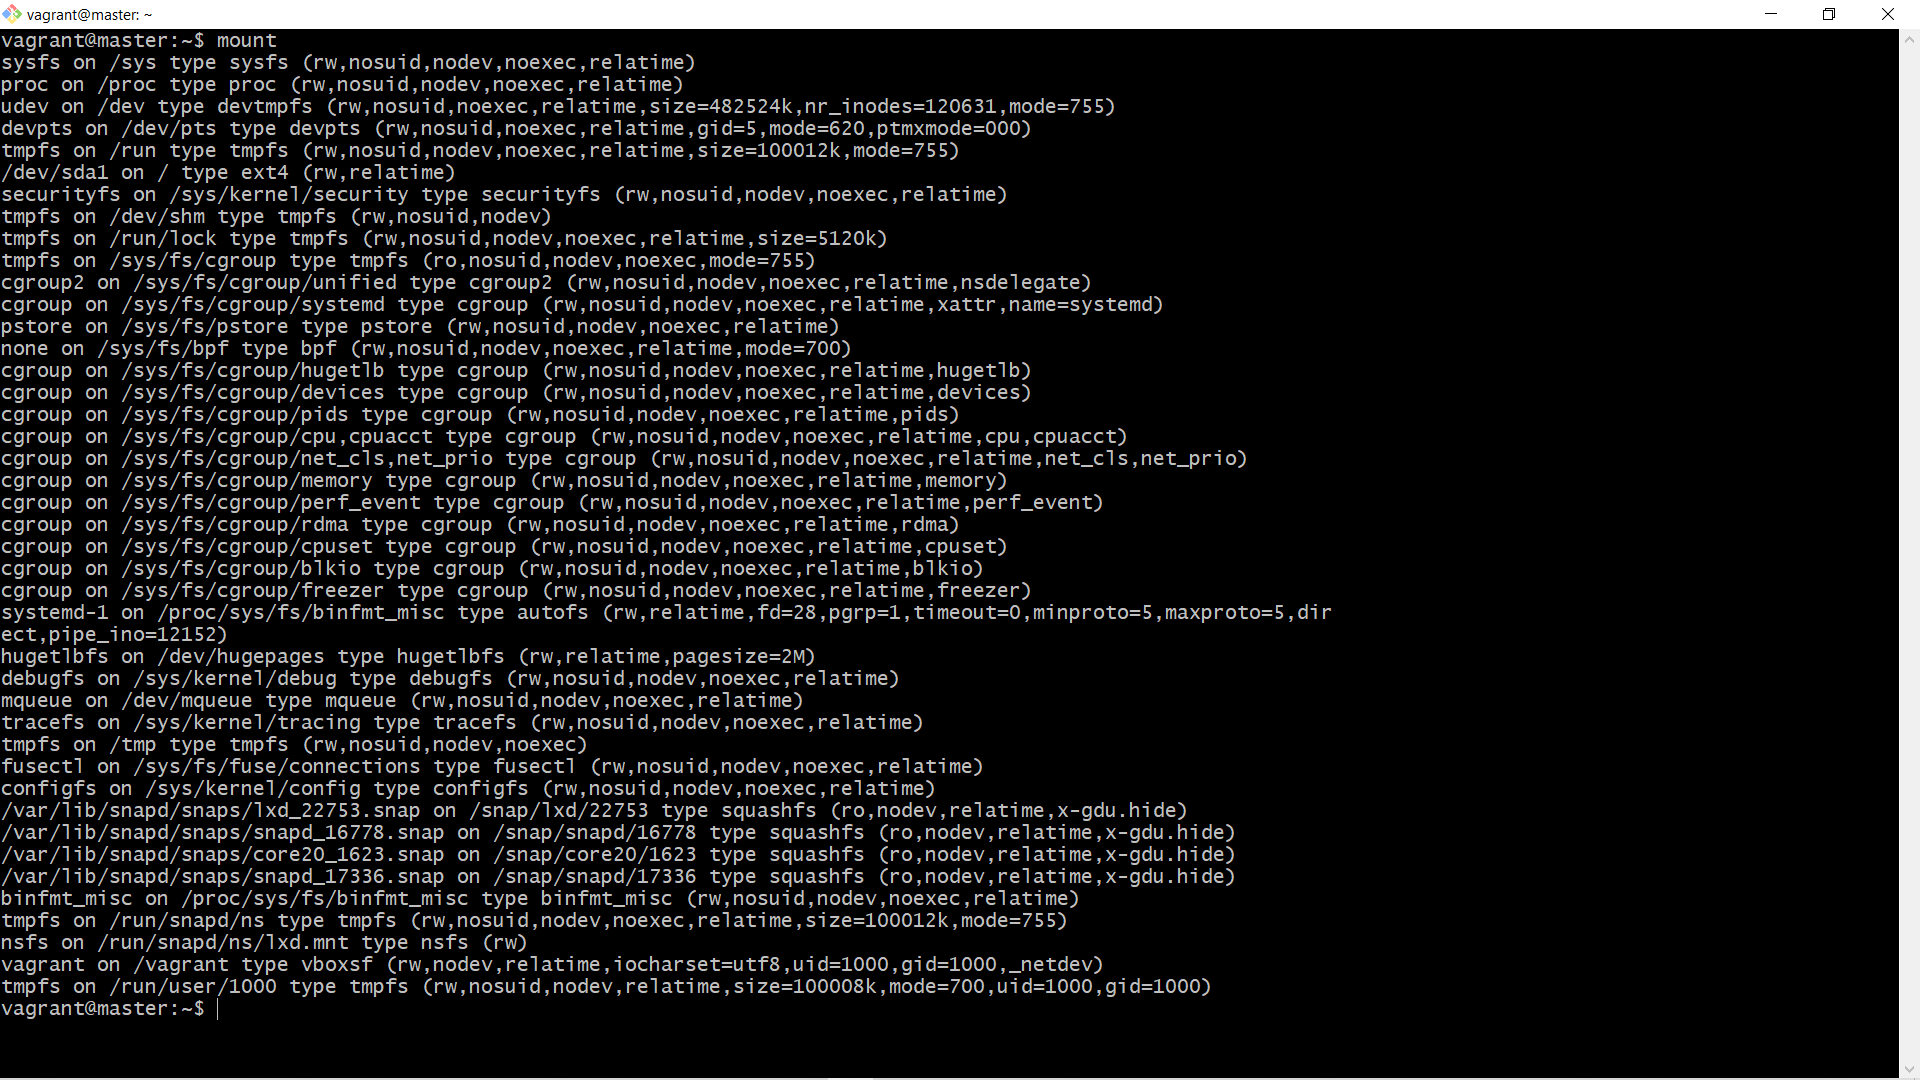 vagrant@master: ~
vagrant@master:~$ mount
sysfs on /sys type sysfs (rw,nosuid,nodev,noexec,relatime)
proc on /proc type proc (rw,nosuid,nodev,noexec,relatime)
udev on /dev type devtmpfs (rw,nosuid,noexec,relatime,size=482524k,nr_inodes=120631,mode=755)
devpts on /dev/pts type devpts (rw,nosuid,noexec,relatime,gid=5,mode=620,ptmxmode=000)
tmpfs on /run type tmpfs (rw,nosuid,nodev,noexec,relatime,size=100012k,mode=755)
/dev/sda1 on / type ext4 (rw,relatime)
securityfs on /sys/kernel/security type securityfs (rw,nosuid,nodev,noexec,relatime)
tmpfs on /dev/shm type tmpfs (rw,nosuid,nodev)
tmpfs on /run/lock type tmpfs (rw,nosuid,nodev,noexec,relatime,size=5120k)
tmpfs on /sys/fs/cgroup type tmpfs (ro,nosuid,nodev,noexec,mode=755)
cgroup2 on /sys/fs/cgroup/unified type cgroup2 (rw,nosuid,nodev,noexec,relatime,nsdelegate)
cgroup on /sys/fs/cgroup/systemd type cgroup (rw,nosuid,nodev,noexec,relatime,xattr,name=systemd)
pstore on /sys/fs/pstore type pstore (rw,nosuid,nodev,noexec,relatime)
none on /sys/fs/bpf type bpf (rw,nosuid,nodev,noexec,relatime,mode=700)
cgroup on /sys/fs/cgroup/hugetlb type cgroup (rw,nosuid,nodev,noexec,relatime,hugetlb)
cgroup on /sys/fs/cgroup/devices type cgroup (rw,nosuid,nodev,noexec,relatime,devices)
cgroup on /sys/fs/cgroup/pids type cgroup (rw,nosuid,nodev,noexec,relatime,pids)
cgroup on /sys/fs/cgroup/cpu,cpuacct type cgroup (rw,nosuid,nodev,noexec,relatime,cpu,cpuacct)
cgroup on /sys/fs/cgroup/net_cls,net_prio type cgroup (rw,nosuid,nodev,noexec,relatime,net_cls,net_prio)
cgroup on /sys/fs/cgroup/memory type cgroup (rw,nosuid,nodev,noexec,relatime,memory)
cgroup on /sys/fs/cgroup/perf_event type cgroup (rw,nosuid,nodev,noexec,relatime,perf_event)
cgroup on /sys/fs/cgroup/rdma type cgroup (rw,nosuid,nodev,noexec,relatime,rdma)
cgroup on /sys/fs/cgroup/cpuset type cgroup (rw,nosuid,nodev,noexec,relatime,cpuset)
cgroup on /sys/fs/cgroup/blkio type cgroup (rw,nosuid,nodev,noexec,relatime,blkio)
cgroup on /sys/fs/cgroup/freezer type cgroup (rw,nosuid,nodev,noexec,relatime,freezer)
systemd-1 on /proc/sys/fs/binfmt_misc type autofs (rw,relatime,fd=28,pgrp=1,timeout=0,minproto=5,maxproto=5,dir
ect,pipe_ino=12152)
hugetlbfs on /dev/hugepages type hugetlbfs (rw,relatime,pagesize=2M)
debugfs on /sys/kernel/debug type debugfs (rw,nosuid,nodev,noexec,relatime)
mqueue on /dev/mqueue type mqueue (rw,nosuid,nodev,noexec,relatime)
tracefs on /sys/kernel/tracing type tracefs (rw,nosuid,nodev,noexec,relatime)
tmpfs on /tmp type tmpfs (rw,nosuid,nodev,noexec)
fusectl on /sys/fs/fuse/connections type fusectl (rw,nosuid,nodev,noexec,relatime)
configfs on /sys/kernel/config type configfs (rw,nosuid,nodev,noexec,relatime)
/var/lib/snapd/snaps/lxd_22753.snap on /snap/lxd/22753 type squashfs (ro,nodev,relatime,x-gdu.hide)
/var/lib/snapd/snaps/snapd_16778.snap on /snap/snapd/16778 type squashfs (ro,nodev,relatime,x-gdu.hide)
/var/lib/snapd/snaps/core20_1623.snap on /snap/core20/1623 type squashfs (ro,nodev,relatime,x-gdu.hide)
/var/lib/snapd/snaps/snapd_17336.snap on /snap/snapd/17336 type squashfs (ro,nodev,relatime,x-gdu.hide)
binfmt_misc on /proc/sys/fs/binfmt_misc type binfmt_misc (rw,nosuid,nodev,noexec,relatime)
tmpfs on /run/snapd/ns type tmpfs (rw,nosuid,nodev,noexec,relatime,size=100012k,mode=755)
nsfs on /run/snapd/ns/lxd.mnt type nsfs (rw)
vagrant on /vagrant type vboxsf (rw,nodev,relatime,iocharset=utf8,uid=1000,gid=1000,_netdev)
tmpfs on /run/user/1000 type tmpfs (rw,nosuid,nodev,relatime,size=100008k,mode=700,uid=1000,gid=1000)
vagrant@master:~$